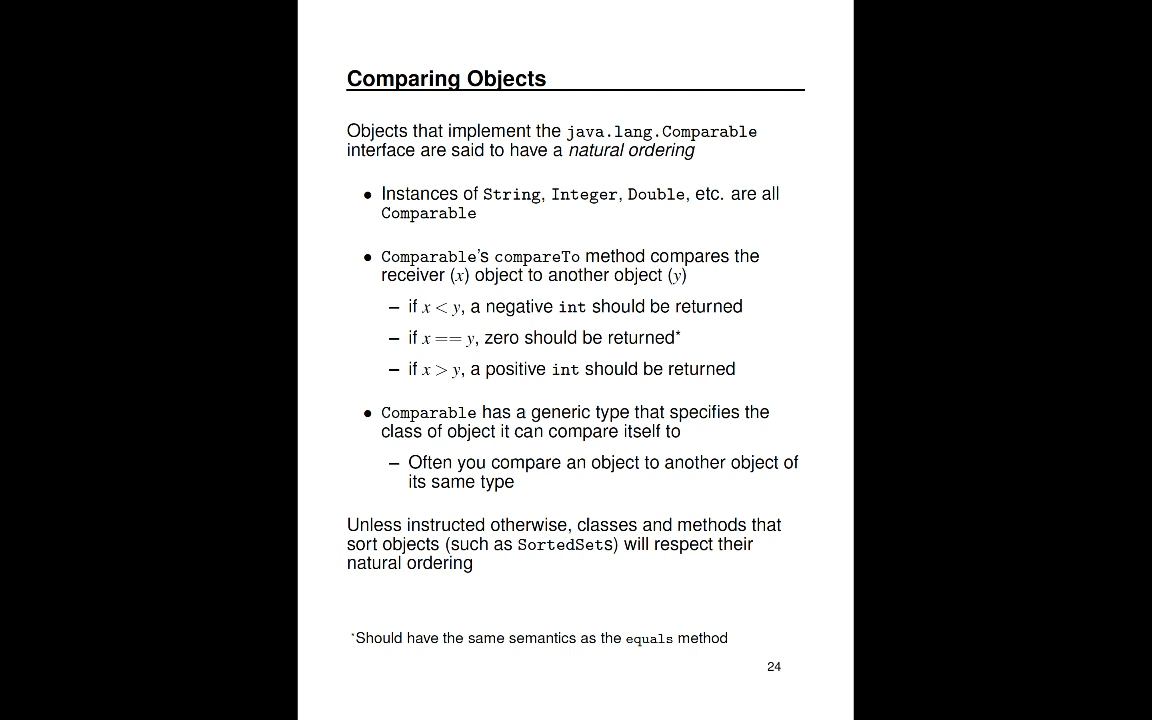 Comparing Objects
Objects that implement the java.lang.Comparable
interface are said to have a natural ordering
• Instances of String, Integer, Double, etc. are all
Comparable
• Comparable's compareTo method compares the
receiver (x) object to another object (y)
– if x < y, a negative int should be returned
– if x == y, zero should be returned*
– if x > y, a positive int should be returned
• Comparable has a generic type that specifies the
class of object it can compare itself to
– Often you compare an object to another object of
its same type
Unless instructed otherwise, classes and methods that
sort objects (such as SortedSets) will respect their
natural ordering
*Should have the same semantics as the equals method
24